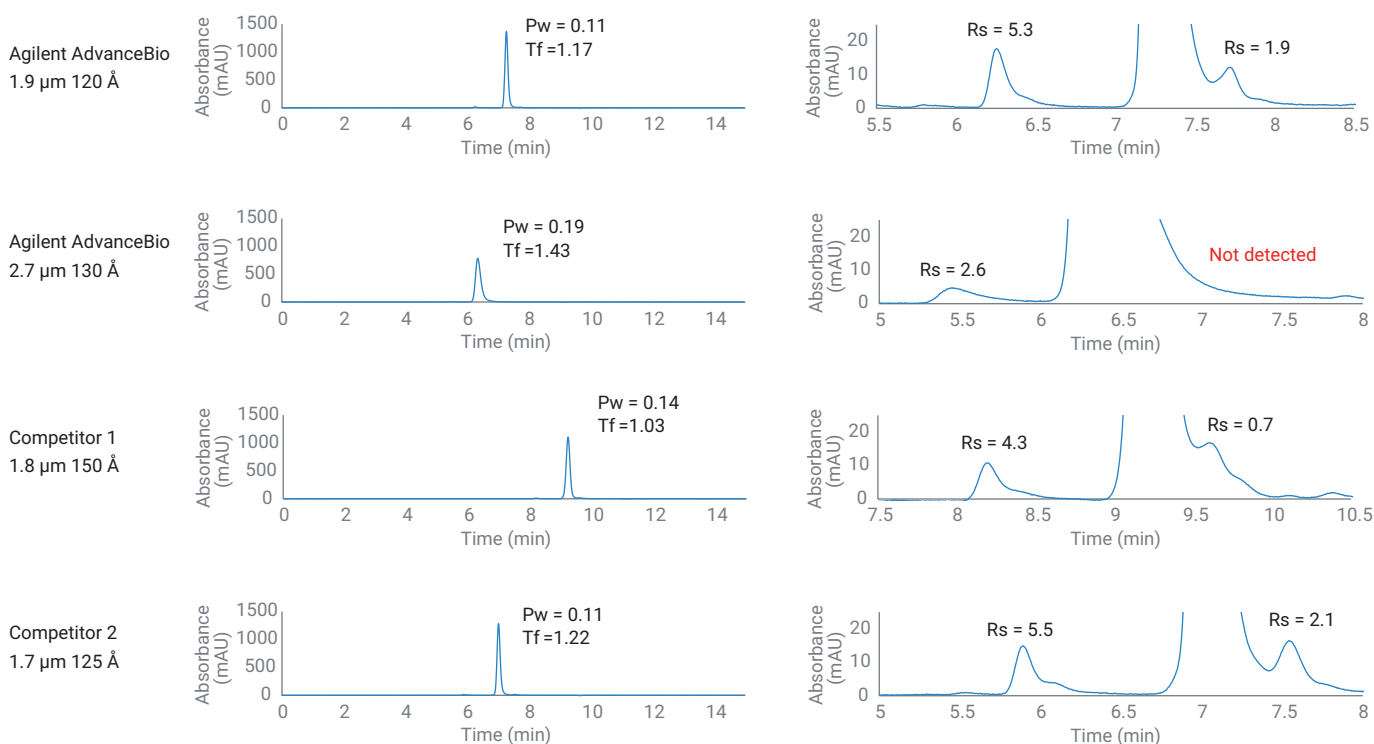 Agilent AdvanceBio
1.9 µm 120 Å
Absorbance
(mAU)
1500
1000
500
0
Pw = 0.11
Tf =1.17
0 2 4 6 8 10 12 14
Time (min)
Absorbance
(mAU)
20
10
0
Rs = 5.3
Rs = 1.9
5.5 6 6.5 7 7.5 8 8.5
Time (min)
Agilent AdvanceBio
2.7 µm 130 Å
Absorbance
(mAU)
1500
1000
500
0
Pw = 0.19
Tf =1.43
0 2 4 6 8 10 12 14
Time (min)
Absorbance
(mAU)
20
10
0
Rs = 2.6
Not detected
5 5.5 6 6.5 7 7.5 8
Time (min)
Competitor 1
1.8 µm 150 Å
Absorbance
(mAU)
1500
1000
500
0
Pw = 0.14
Tf =1.03
0 2 4 6 8 10 12 14
Time (min)
Absorbance
(mAU)
20
10
0
Rs = 4.3
Rs = 0.7
7.5 8 8.5 9 9.5 10 10.5
Time (min)
Competitor 2
1.7 µm 125 Å
Absorbance
(mAU)
1500
1000
500
0
Pw = 0.11
Tf =1.22
0 2 4 6 8 10 12 14
Time (min)
Absorbance
(mAU)
20
10
0
Rs = 5.5
Rs = 2.1
5 5.5 6 6.5 7 7.5 8
Time (min)